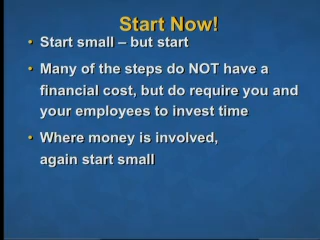 Start Now!
• Start small – but start
• Many of the steps do NOT have a
financial cost, but do require you and
your employees to invest time
• Where money is involved,
again start small